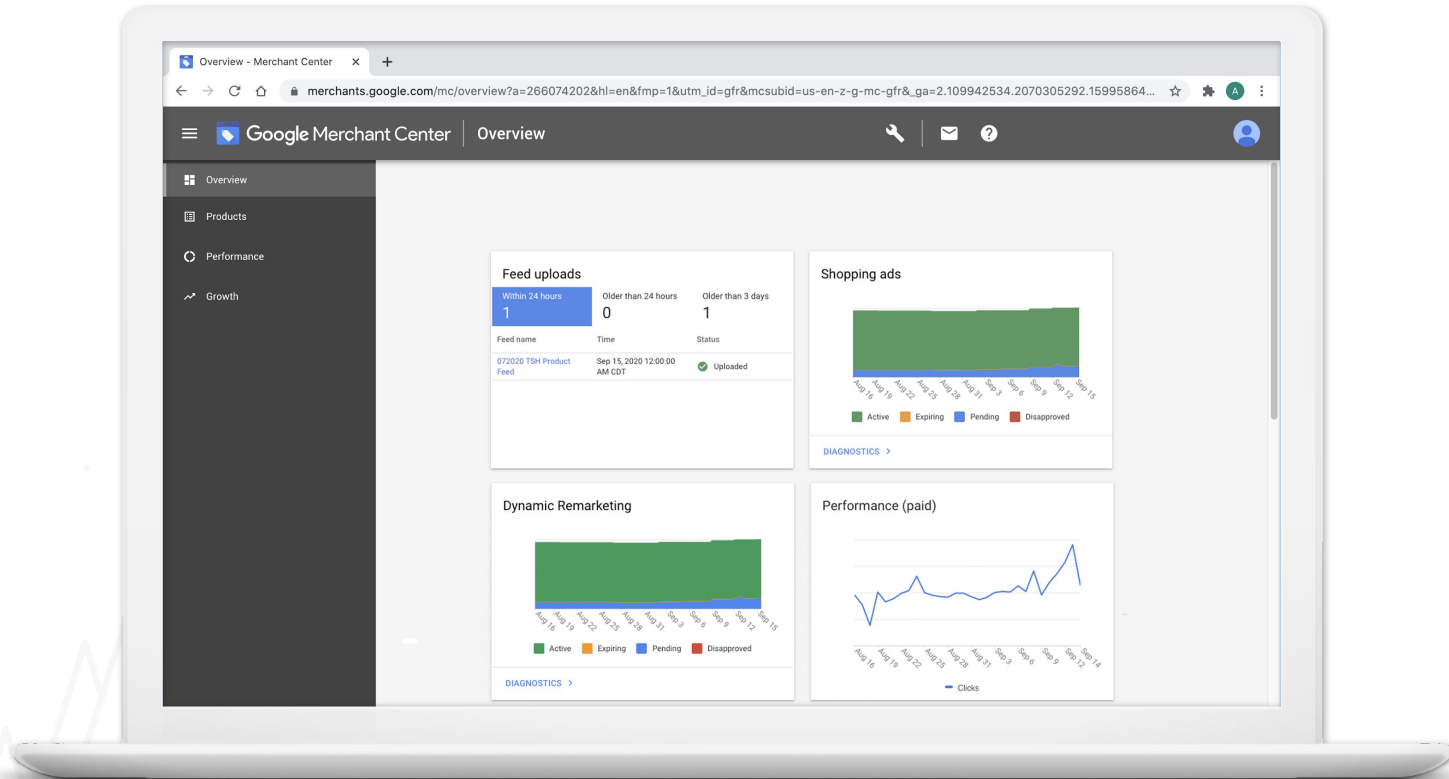 Overview - Merchant Center
merchants.google.com/mc/overview?a=266074202&hl=en&fmp=1&utm_id=gfr&mcsubid=us-en-z-g-mc-gfr&_ga=2.109942534.2070305292.15995864...
A
Google Merchant Center
Overview
Overview
Products
Performance
Growth
Feed uploads
Within 24 hours Older than 24 hours Older than 3 days
1 0 1
Feed name Time Status
072020 TSH Product Sep 15, 2020 12:00:00 Uploaded
Feed AM CDT
Shopping ads
Aug 16 Aug 19 Aug 22 Aug 25 Aug 28 Aug 31 Sep 3 Sep 6 Sep 9 Sep 12 Sep 15
Active Expiring Pending Disapproved
DIAGNOSTICS >
Dynamic Remarketing
Aug 16 Aug 19 Aug 22 Aug 25 Aug 28 Aug 31 Sep 3 Sep 6 Sep 9 Sep 12 Sep 15
Active Expiring Pending Disapproved
DIAGNOSTICS >
Performance (paid)
Aug 16 Aug 19 Aug 22 Aug 25 Aug 28 Aug 31 Sep 3 Sep 6 Sep 9 Sep 12 Sep 14
Clicks